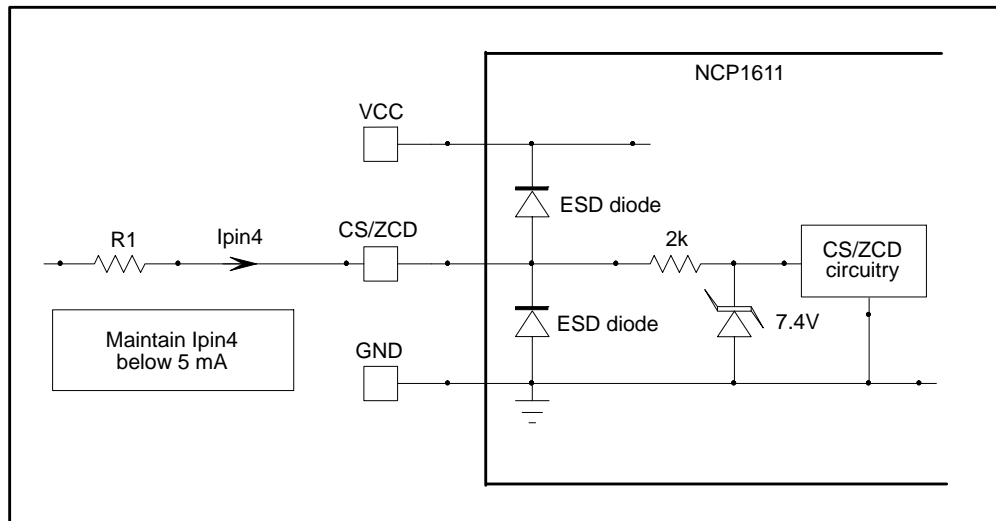 NCP1611
VCC
ESD diode
R1
Ipin4
CS/ZCD
2k
CS/ZCD
circuitry
ESD diode
7.4V
Maintain Ipin4
below 5 mA
GND